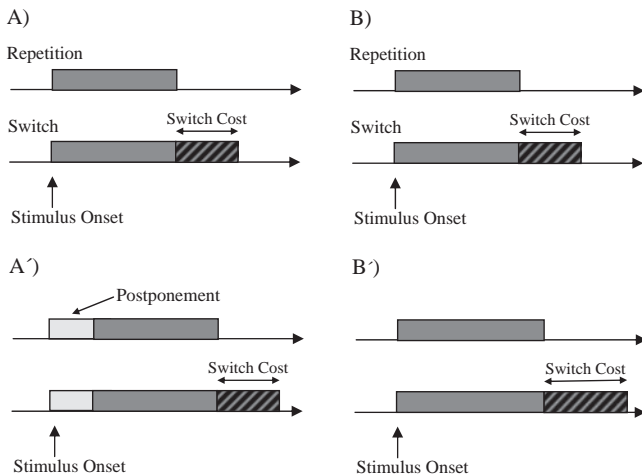 A)
Repetition
Switch Cost
Switch
Stimulus Onset
B)
Repetition
Switch Cost
Switch
Stimulus Onset
A´)
Postponement
Switch Cost
Stimulus Onset
B´)
Switch Cost
Stimulus Onset